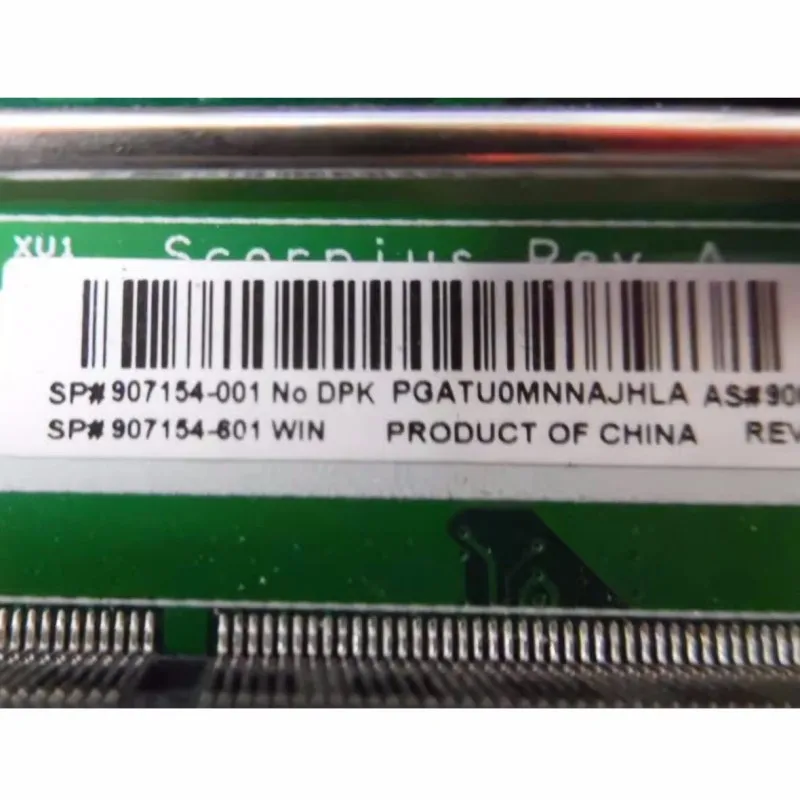 XU1 Scorpius Rev A
SP# 907154-001 No DPK PGATU0MNNAJHLA AS# 90
SP# 907154-601 WIN PRODUCT OF CHINA REV